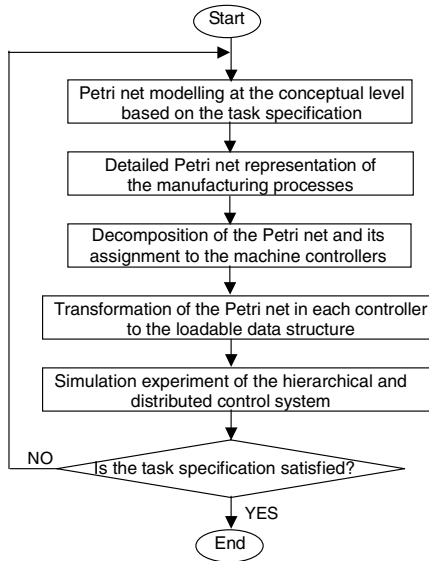 Start
Petri net modelling at the conceptual level
based on the task specification
Detailed Petri net representation of
the manufacturing processes
Decomposition of the Petri net and its
assignment to the machine controllers
Transformation of the Petri net in each controller
to the loadable data structure
Simulation experiment of the hierarchical and
distributed control system
NO
Is the task specification satisfied?
YES
End